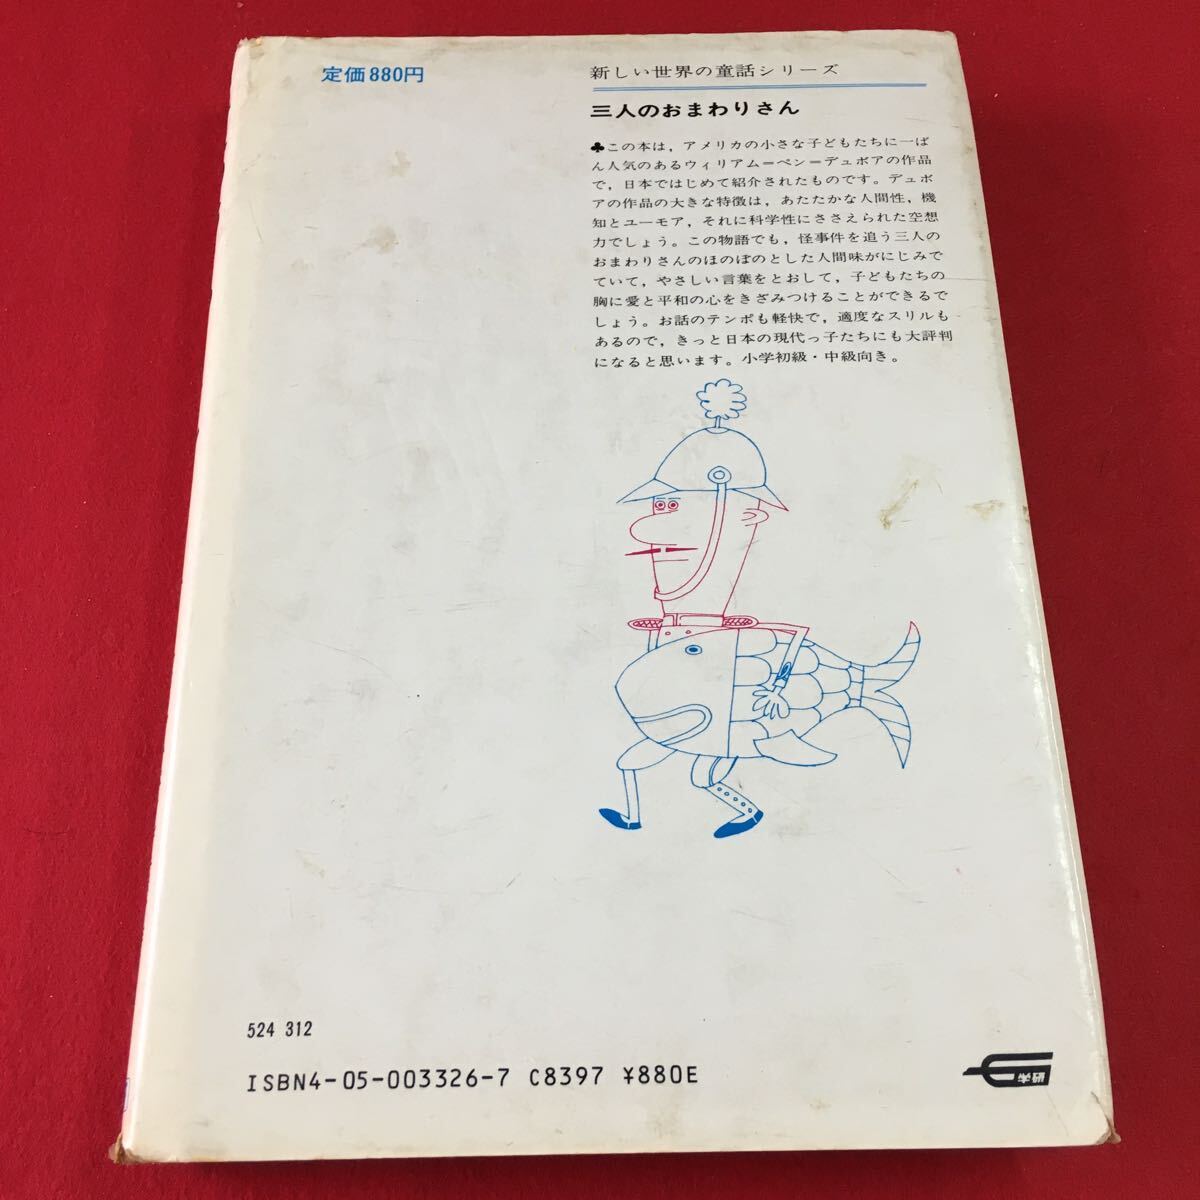 定価880円
新しい世界の童話シリーズ
三人のおまわりさん
♣この本は，アメリカの小さな子どもたちに一ば
ん人気のあるウィリアム＝ペン＝デュボアの作品
で，日本ではじめて紹介されたものです。デュボ
アの作品の大きな特徴は，あたたかな人間性，機
知とユーモア，それに科学性にささえられた空想
力でしょう。この物語でも，怪事件を追う三人の
おまわりさんのほのぼのとした人間味がにじみで
ていて，やさしい言葉をとおして，子どもたちの
胸に愛と平和の心をきざみつけることができるで
しょう。お話のテンポも軽快で，適度なスリルも
あるので，きっと日本の現代っ子たちにも大評判
になると思います。小学初級・中級向き。
524 312
ISBN4-05-003326-7 C8397 ¥880E
学研